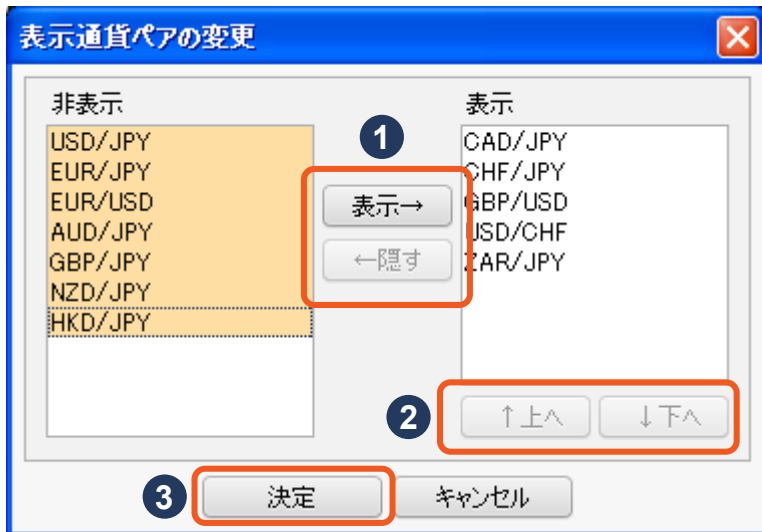 表示通貨ペアの変更
非表示
USD/JPY
EUR/JPY
EUR/USD
AUD/JPY
GBP/JPY
NZD/JPY
HKD/JPY
1
表示→
←隠す
表示
CAD/JPY
CHF/JPY
GBP/USD
USD/CHF
ZAR/JPY
2
↑上へ
↓下へ
3
決定
キャンセル